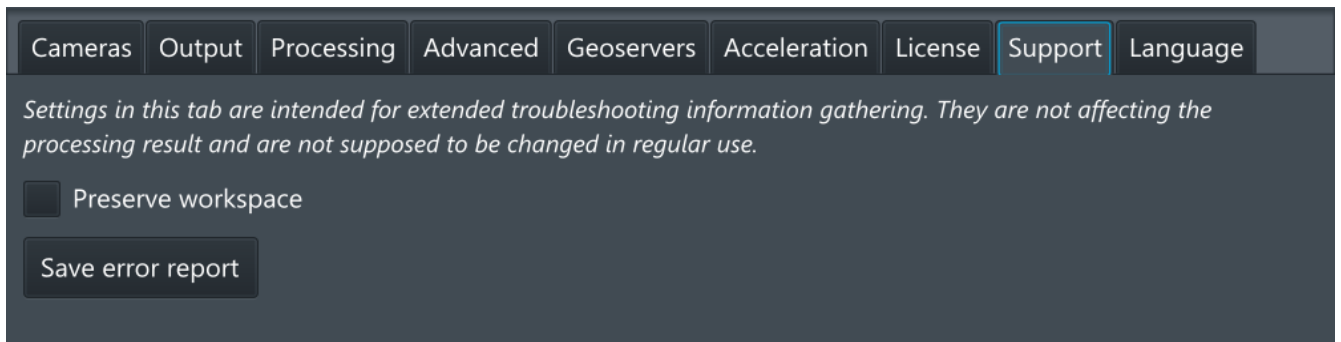 Cameras Output Processing Advanced Geoservers Acceleration License Support Language
Settings in this tab are intended for extended troubleshooting information gathering. They are not affecting the
processing result and are not supposed to be changed in regular use.
Preserve workspace
Save error report